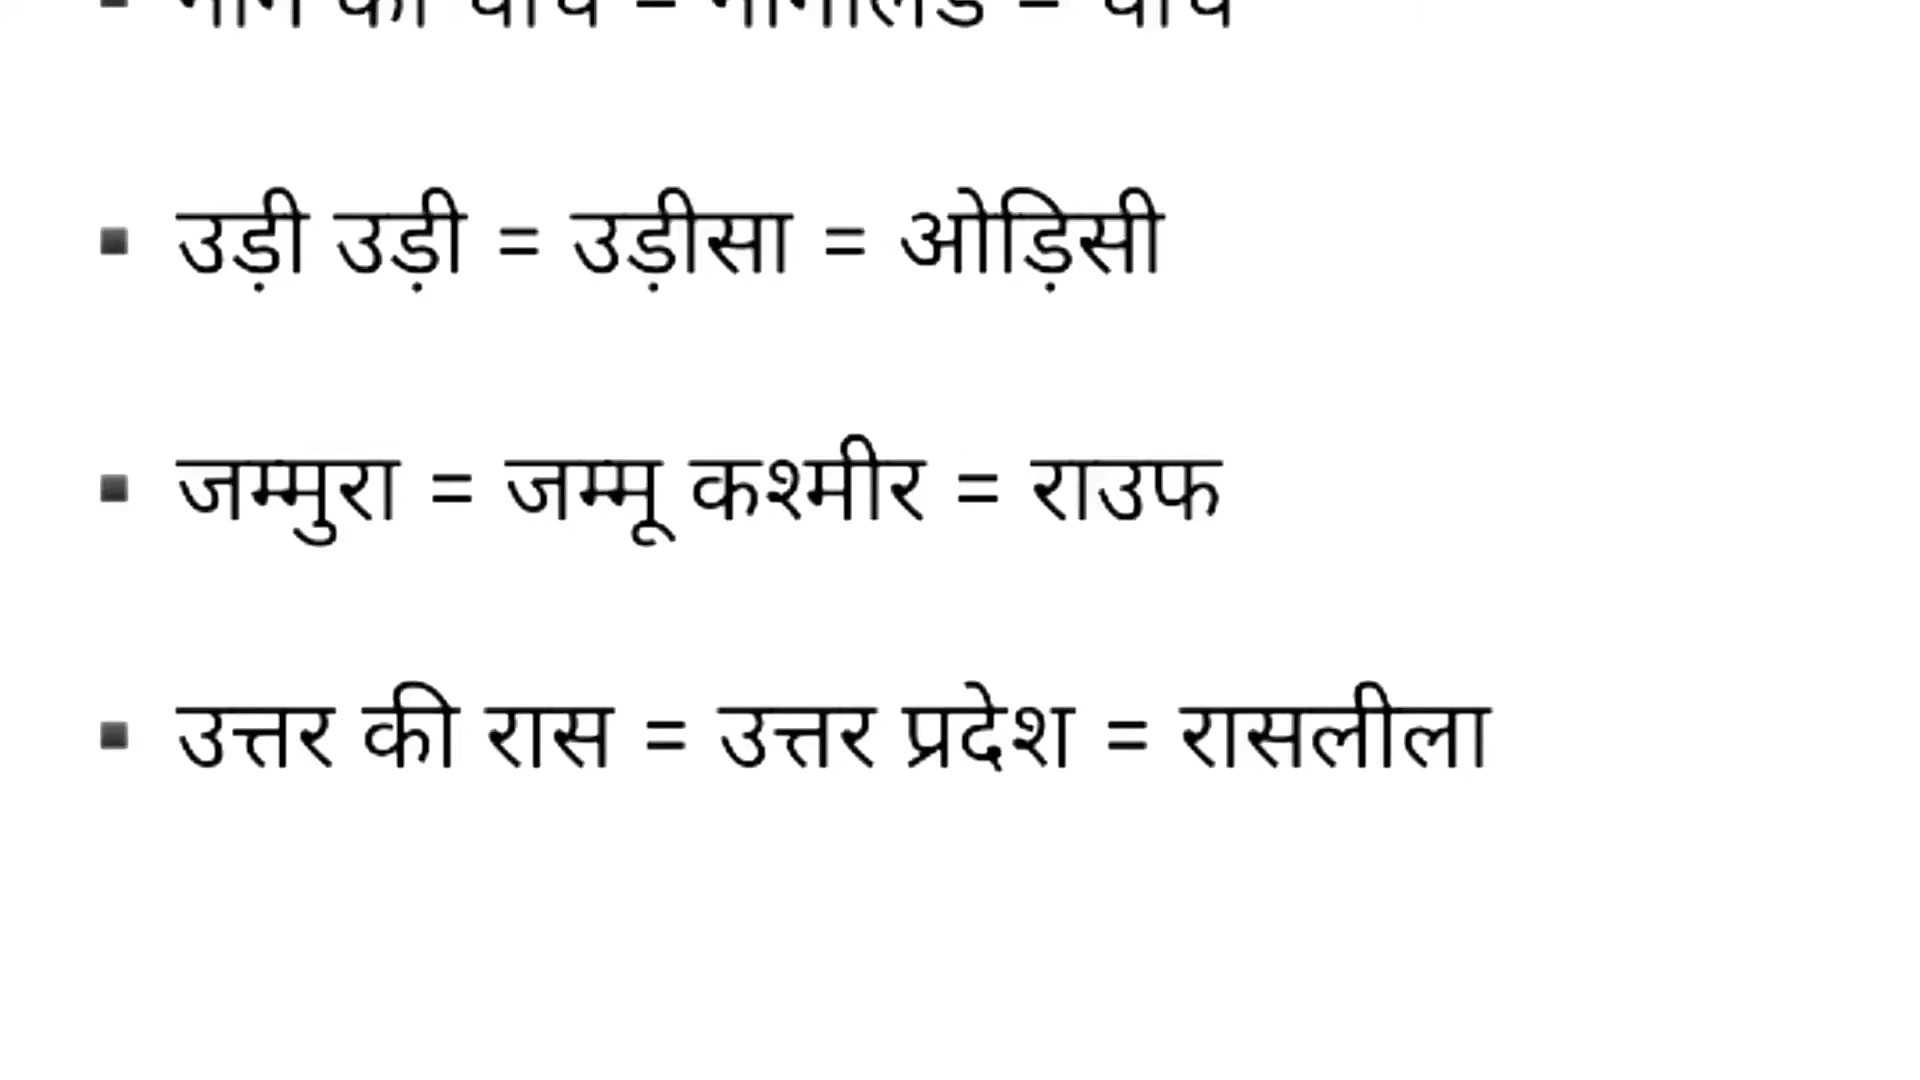 ▪ उड़ी उड़ी = उड़ीसा = ओड़िसी
▪ जम्मुरा = जम्मू कश्मीर = राउफ
▪ उत्तर की रास = उत्तर प्रदेश = रासलीला